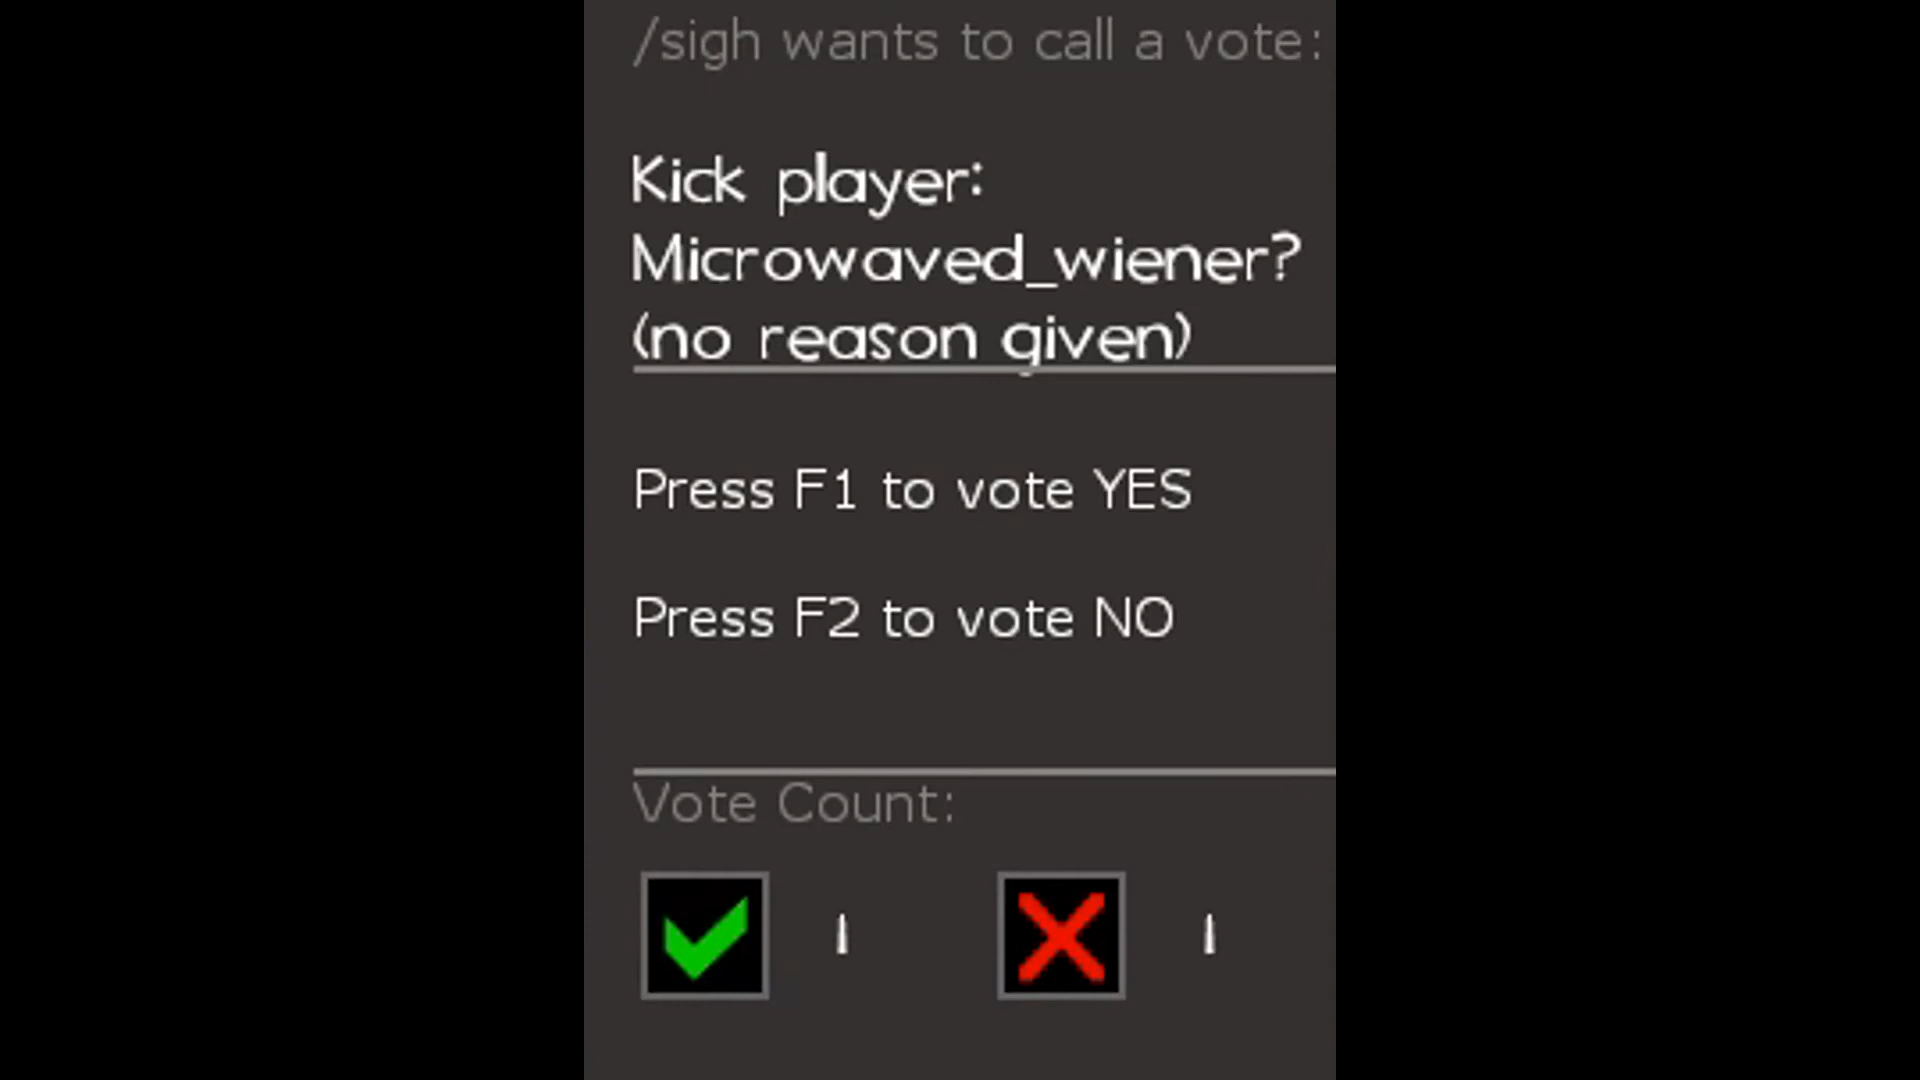 /sigh wants to call a vote:
Kick player:
Microwaved_wiener?
(no reason given)
Press F1 to vote YES
Press F2 to vote NO
Vote Count:
1 1